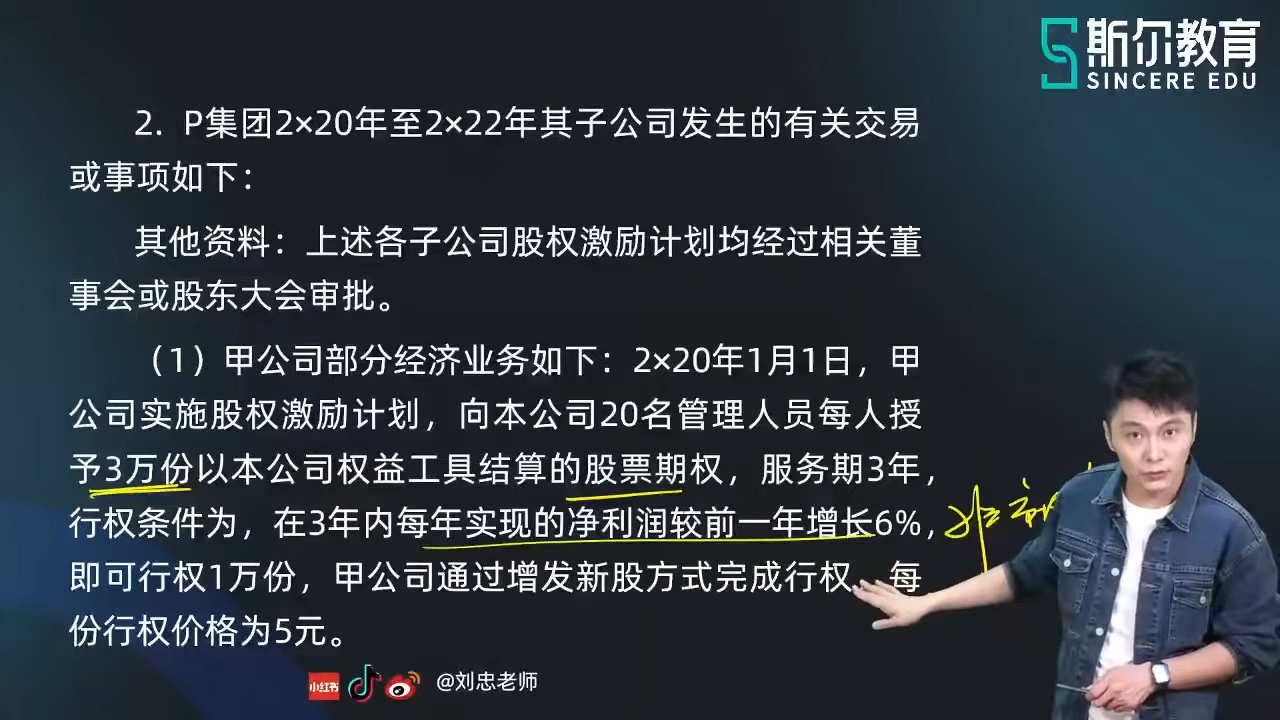 斯尔教育
SINCERE EDU
2. P集团2×20年至2×22年其子公司发生的有关交易
或事项如下：
其他资料：上述各子公司股权激励计划均经过相关董
事会或股东大会审批。
（1）甲公司部分经济业务如下：2×20年1月1日，甲
公司实施股权激励计划，向本公司20名管理人员每人授
予3万份以本公司权益工具结算的股票期权，服务期3年，
行权条件为，在3年内每年实现的净利润较前一年增长6%，
即可行权1万份，甲公司通过增发新股方式完成行权，每
份行权价格为5元。
小红书
@刘忠老师